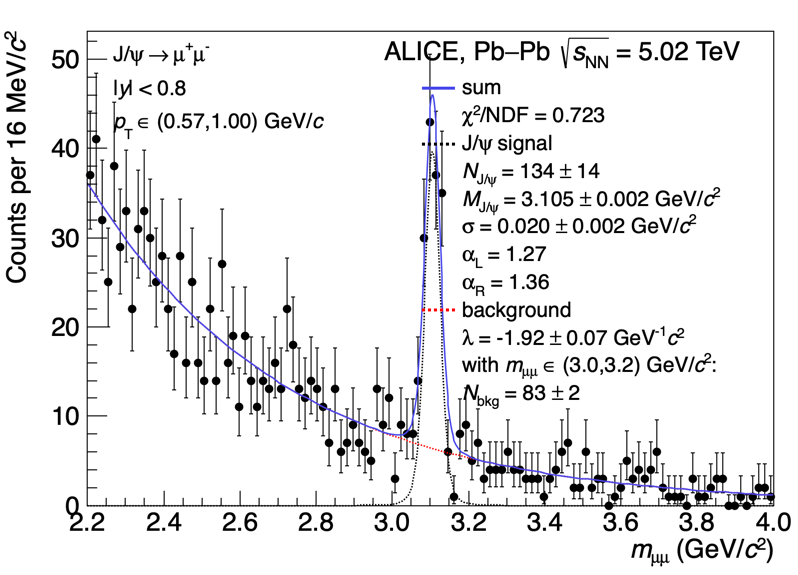 J/ψ → μ⁺μ⁻
|y| < 0.8
p_T ∈ (0.57,1.00) GeV/c
ALICE, Pb–Pb √s_NN = 5.02 TeV
sum
χ²/NDF = 0.723
J/ψ signal
N_J/ψ = 134 ± 14
M_J/ψ = 3.105 ± 0.002 GeV/c²
σ = 0.020 ± 0.002 GeV/c²
α_L = 1.27
α_R = 1.36
background
λ = -1.92 ± 0.07 GeV⁻¹c²
with m_μμ ∈ (3.0,3.2) GeV/c²:
N_bkg = 83 ± 2
Counts per 16 MeV/c²
50
40
30
20
10
0
2.2 2.4 2.6 2.8 3.0 3.2 3.4 3.6 3.8 4.0
m_μμ (GeV/c²)